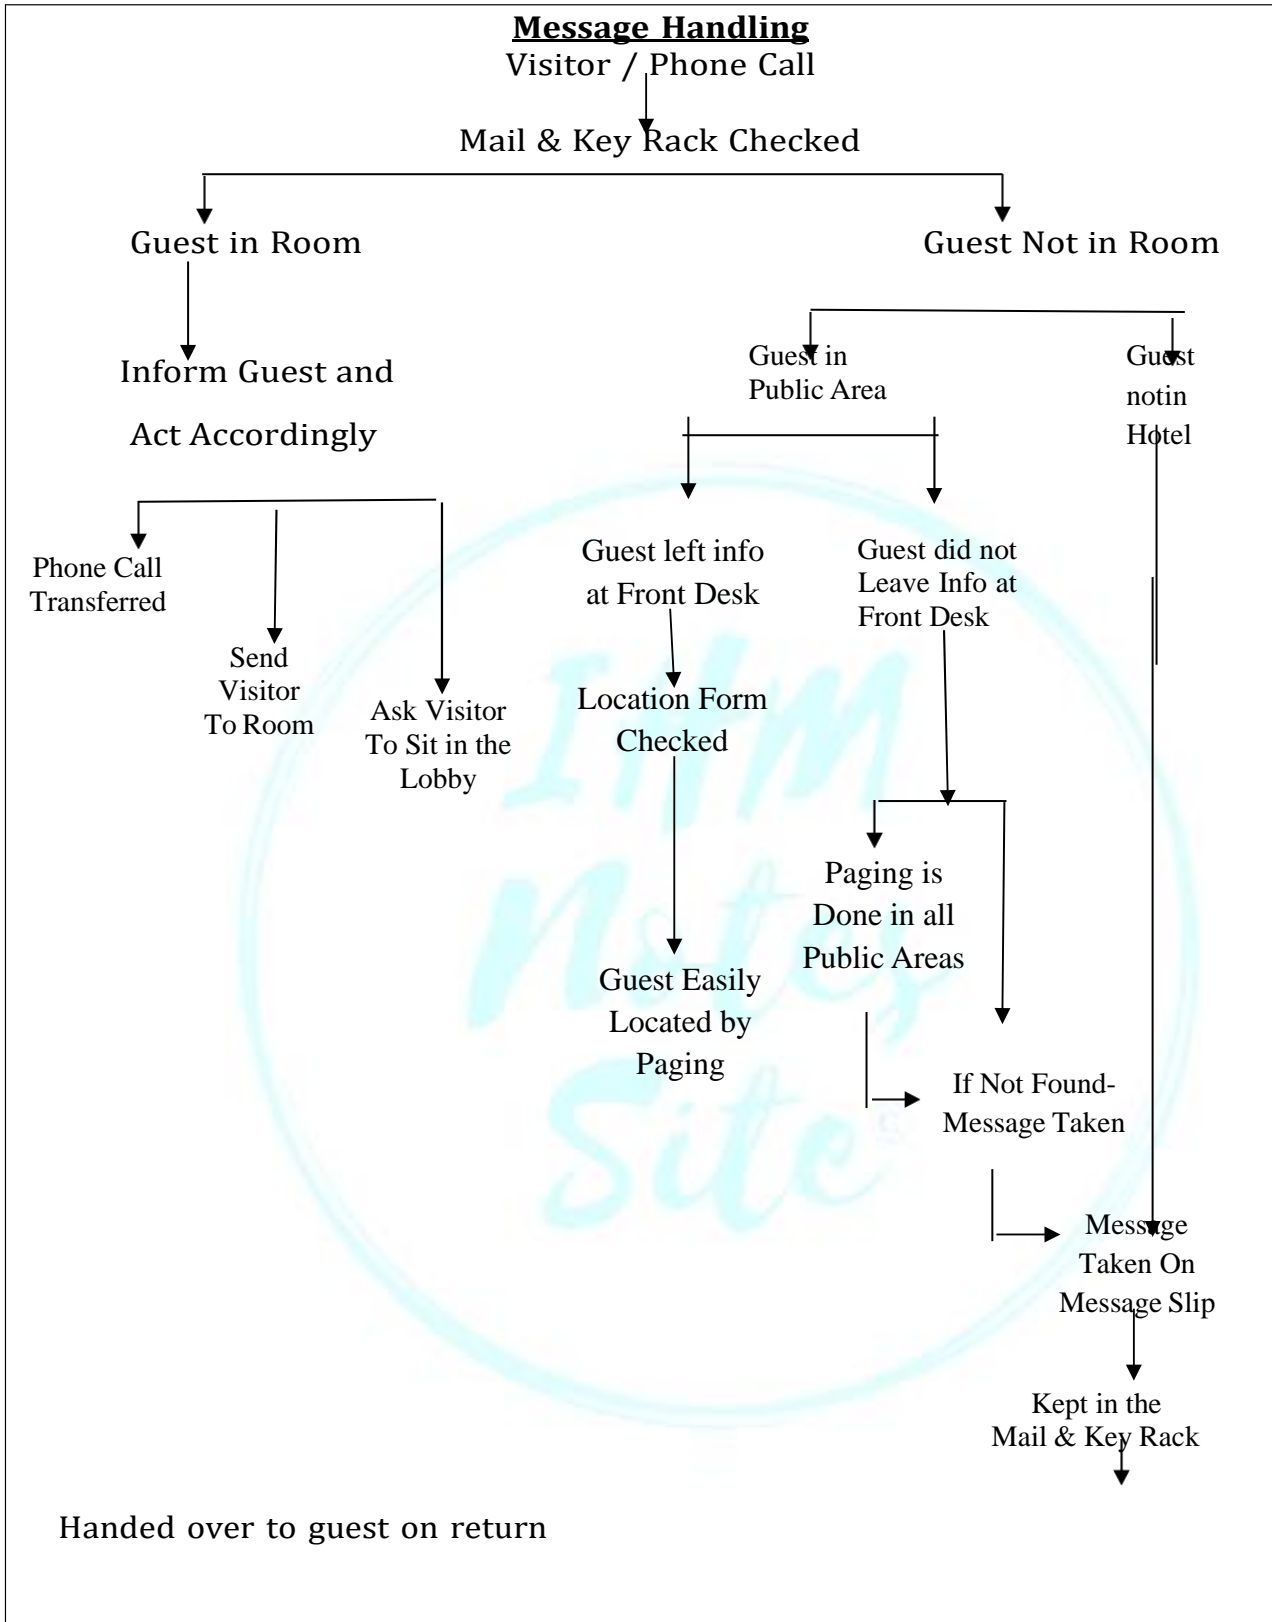 Message Handling
Visitor / Phone Call
Mail & Key Rack Checked
Guest in Room
Guest Not in Room
Inform Guest and
Act Accordingly
Guest in
Public Area
Guest
notin
Hotel
Phone Call
Transferred
Send
Visitor
To Room
Ask Visitor
To Sit in the
Lobby
Guest left info
at Front Desk
Guest did not
Leave Info at
Front Desk
Location Form
Checked
Guest Easily
Located by
Paging
Paging is
Done in all
Public Areas
If Not Found-
Message Taken
Message
Taken On
Message Slip
Kept in the
Mail & Key Rack
Handed over to guest on return
IHM
Notes
Site